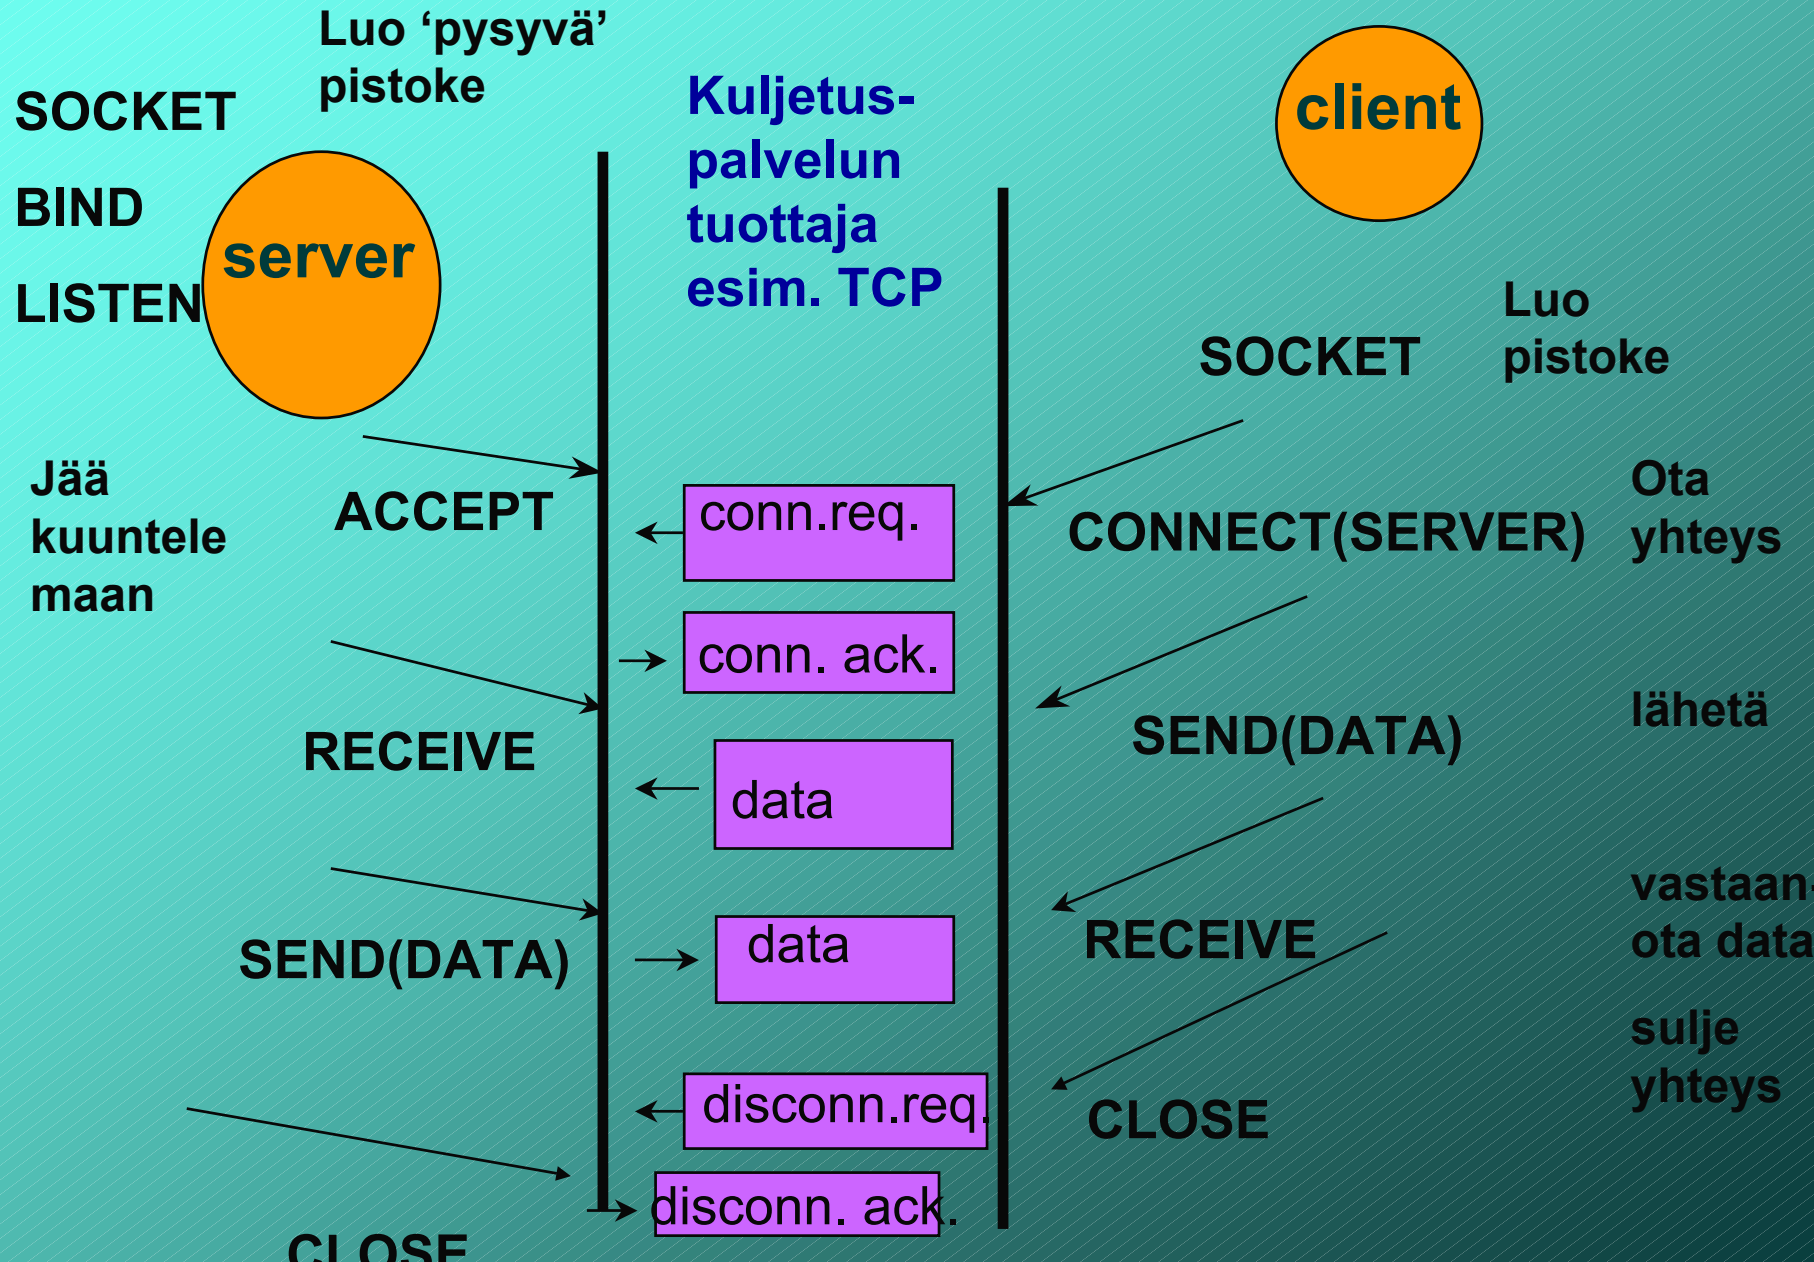 Luo ‘pysyvä’
pistoke
SOCKET
BIND
LISTEN
server
Kuljetus-
palvelun
tuottaja
esim. TCP
client
Luo
pistoke
SOCKET
Jää
kuuntele
maan
ACCEPT
conn.req.
CONNECT(SERVER)
Ota
yhteys
conn. ack.
RECEIVE
SEND(DATA)
lähetä
data
SEND(DATA)
data
RECEIVE
vastaan-
ota data
sulje
yhteys
disconn.req.
CLOSE
disconn. ack.
CLOSE